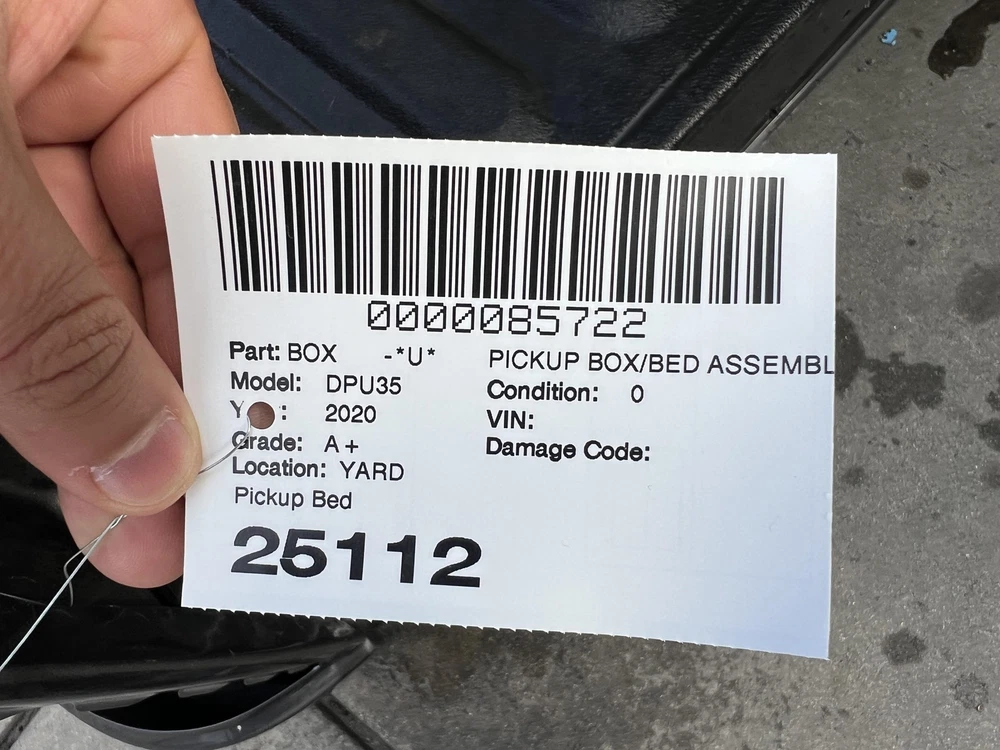 0000085722
Part: BOX -*U* PICKUP BOX/BED ASSEMBL
Model: DPU35 Condition: 0
2020 VIN:
Grade: A+ Damage Code:
Location: YARD
Pickup Bed
25112